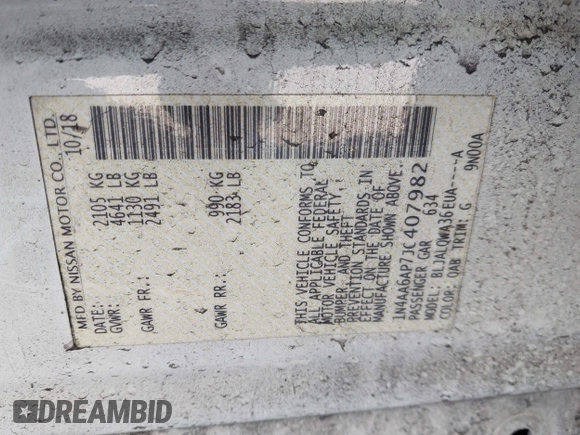 MFD BY NISSAN MOTOR CO., LTD.
10/18
GVWR: 2105 KG
4641 LB
GAWR FR.: 1130 KG
2491 LB
GAWR RR.: 990 KG
2183 LB
THIS VEHICLE CONFORMS TO
ALL APPLICABLE FEDERAL
MOTOR VEHICLE SAFETY,
BUMPER, AND THEFT
PREVENTION STANDARDS IN
EFFECT ON THE DATE OF
MANUFACTURE SHOWN ABOVE.
1N4AA6AP7JC407982
PASSENGER CAR 634
MODEL: BLJALQWA36EUA----A
COLOR: QAB TRIM: G 9N00A
DREAMBID